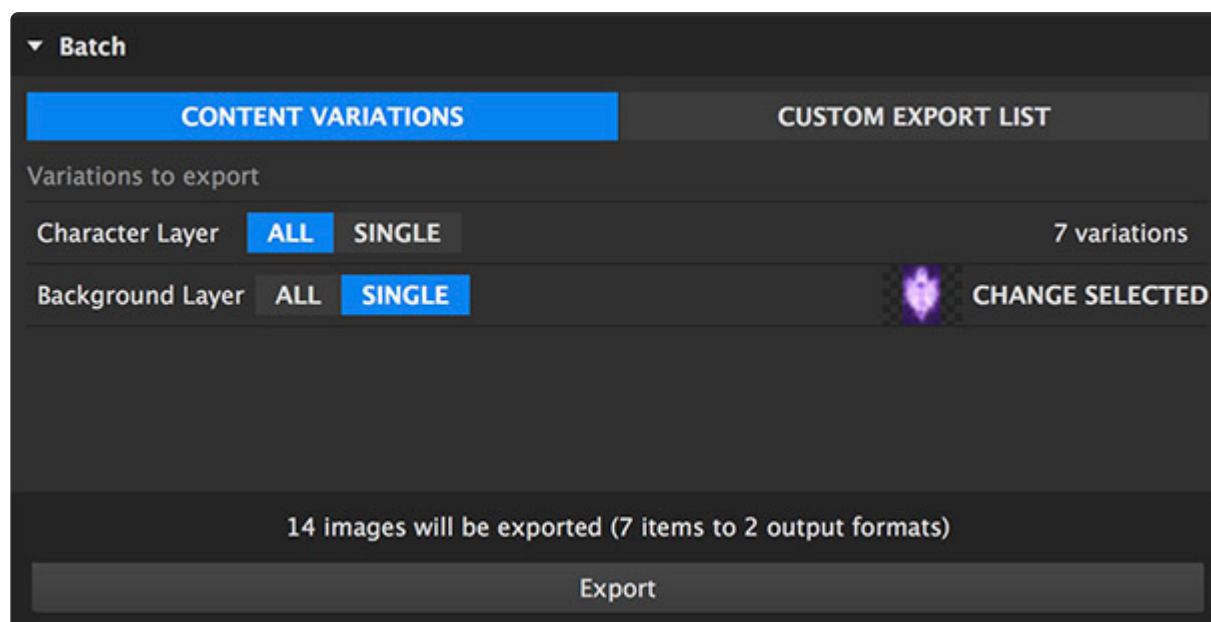 Batch
CONTENT VARIATIONS CUSTOM EXPORT LIST
Variations to export
Character Layer ALL SINGLE 7 variations
Background Layer ALL SINGLE CHANGE SELECTED
14 images will be exported (7 items to 2 output formats)
Export